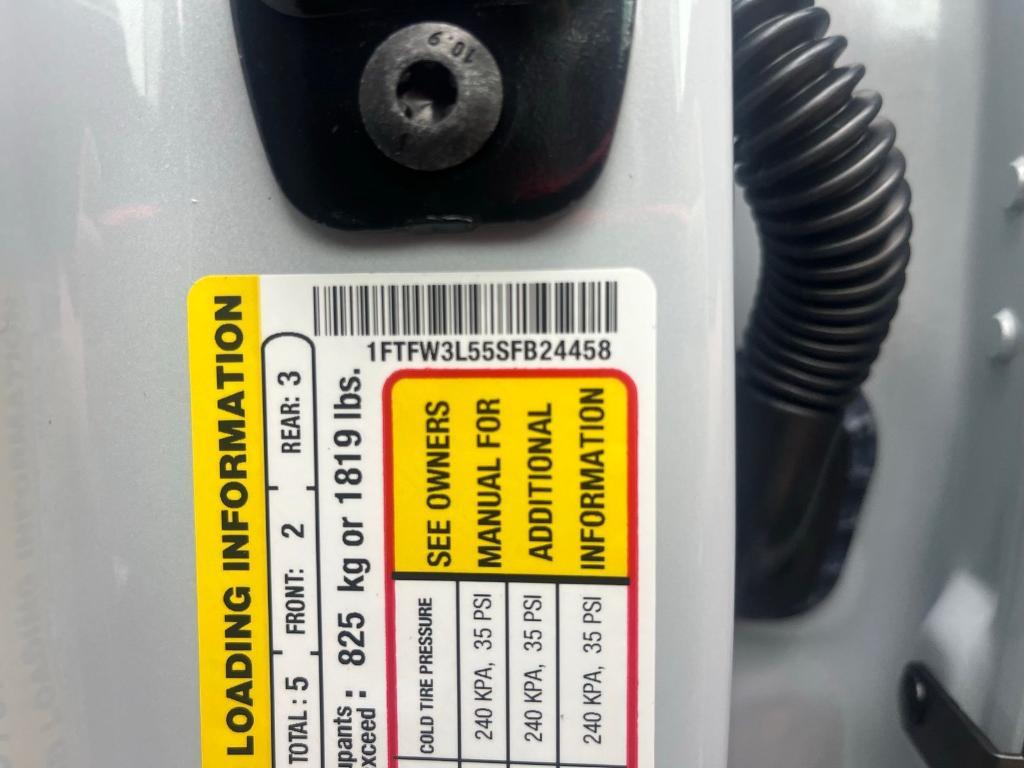 10.9
LOADING INFORMATION
TOTAL : 5 FRONT: 2 REAR: 3
upants :
xceed : 825 kg or 1819 lbs.
1FTFW3L55SFB24458
COLD TIRE PRESSURE
240 KPA, 35 PSI
240 KPA, 35 PSI
240 KPA, 35 PSI
SEE OWNERS
MANUAL FOR
ADDITIONAL
INFORMATION